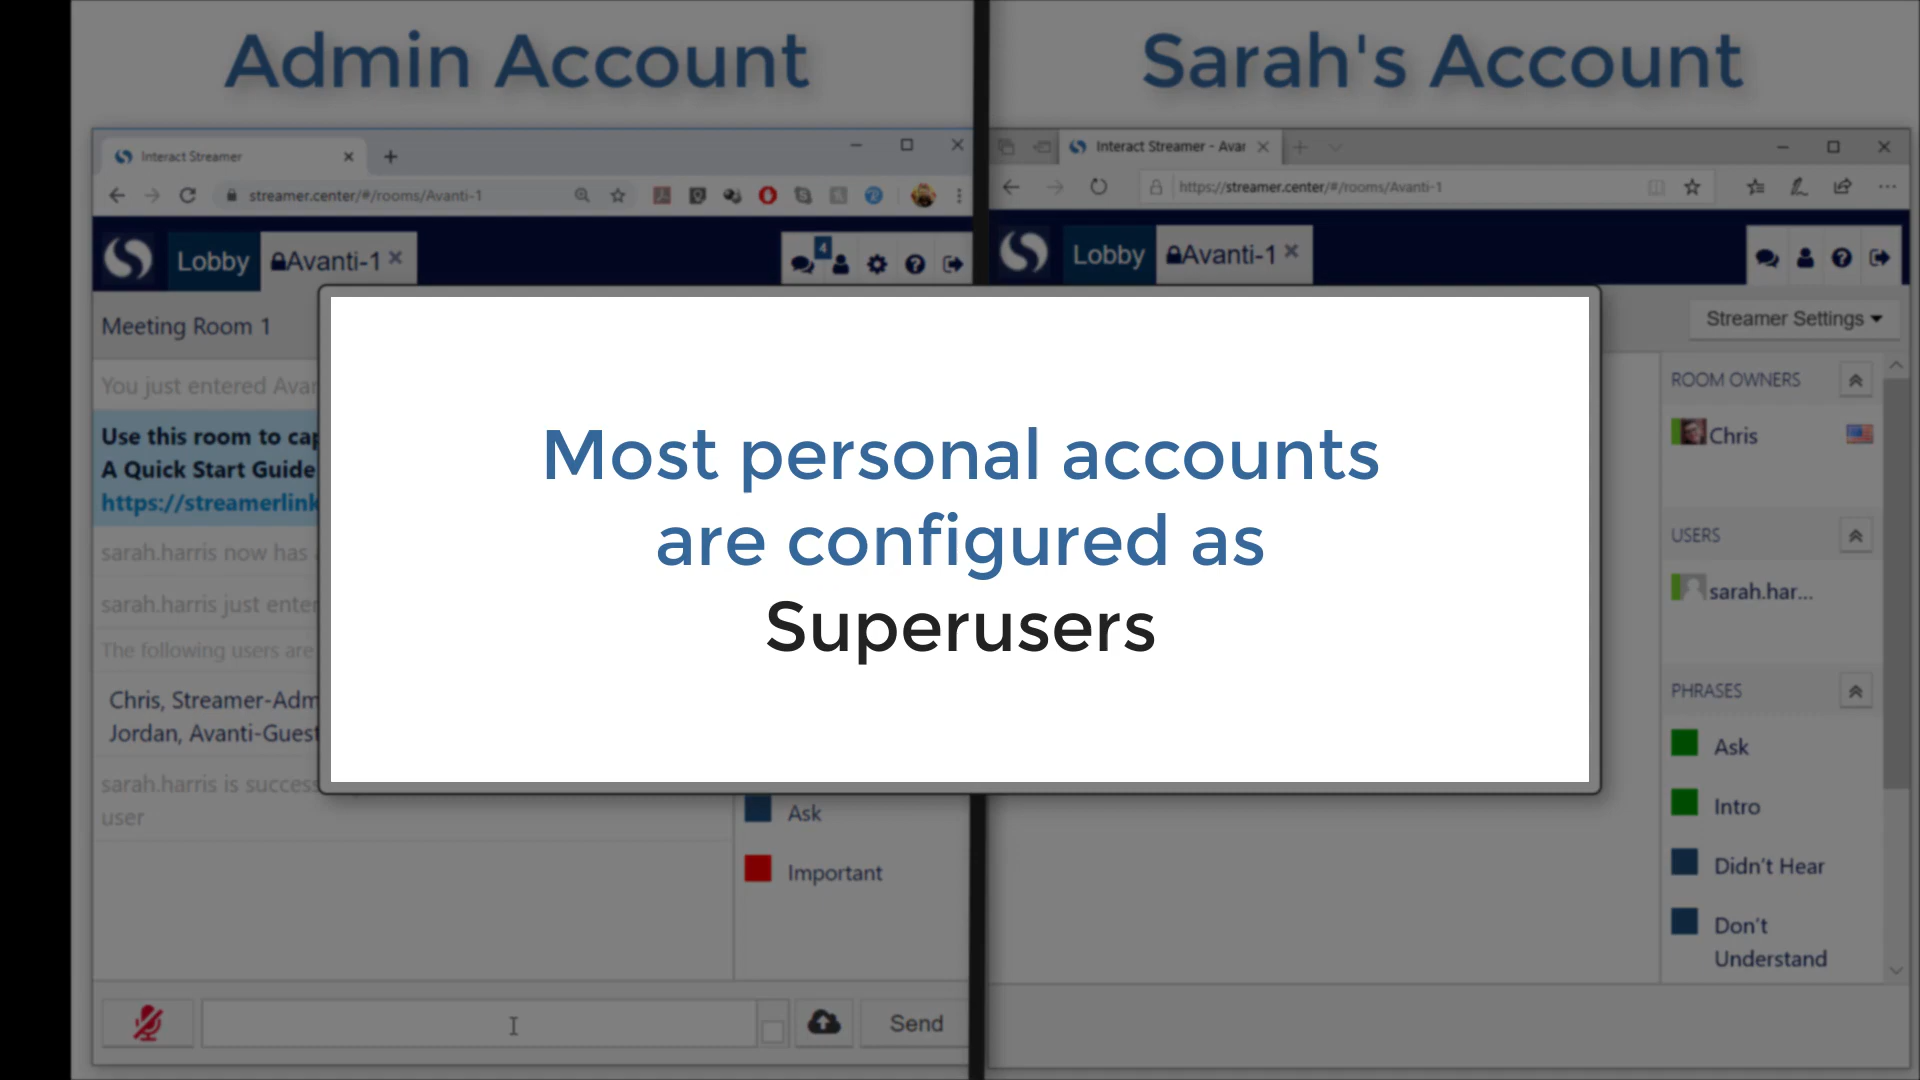 Admin Account
Sarah's Account
Interact Streamer
streamer.center/#/rooms/Avanti-1
Interact Streamer - Avar
https://streamer.center/#/rooms/Avanti-1
Lobby
Avanti-1
4
Lobby
Avanti-1
Meeting Room 1
Streamer Settings
You just entered Avar
Use this room to cap
A Quick Start Guide
https://streamerlink
sarah.harris now has
sarah.harris just enter
The following users are
Chris, Streamer-Adm
Jordan, Avanti-Guest
sarah.harris is success
user
Most personal accounts
are configured as
Superusers
Ask
Important
Send
ROOM OWNERS
Chris
USERS
sarah.har...
PHRASES
Ask
Intro
Didn't Hear
Don't
Understand